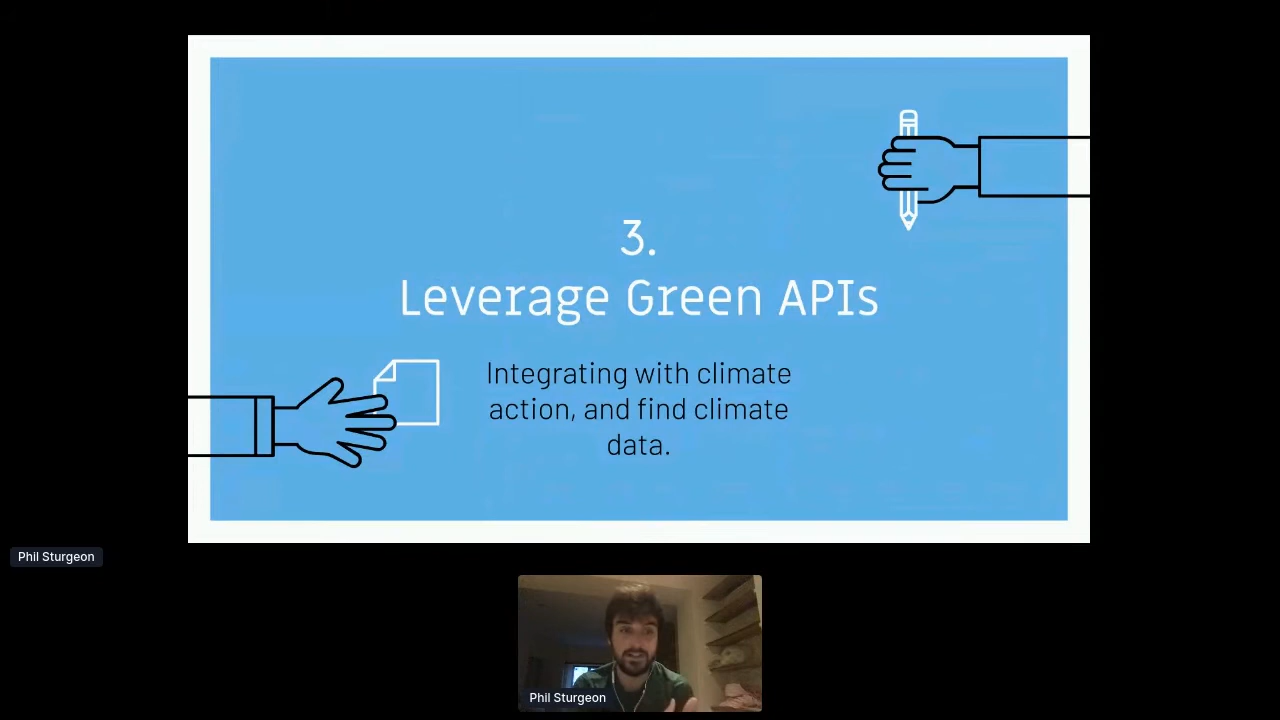 3.
Leverage Green APIs
Integrating with climate
action, and find climate
data.
Phil Sturgeon
Phil Sturgeon